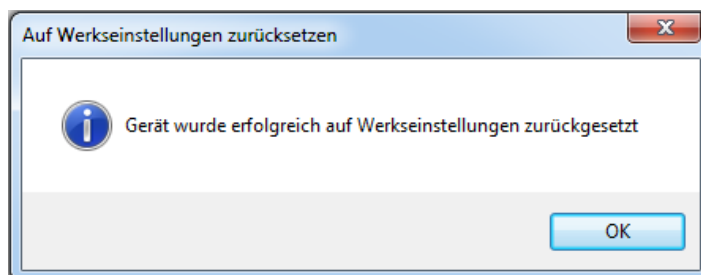 Auf Werkseinstellungen zurücksetzen
Gerät wurde erfolgreich auf Werkseinstellungen zurückgesetzt
OK